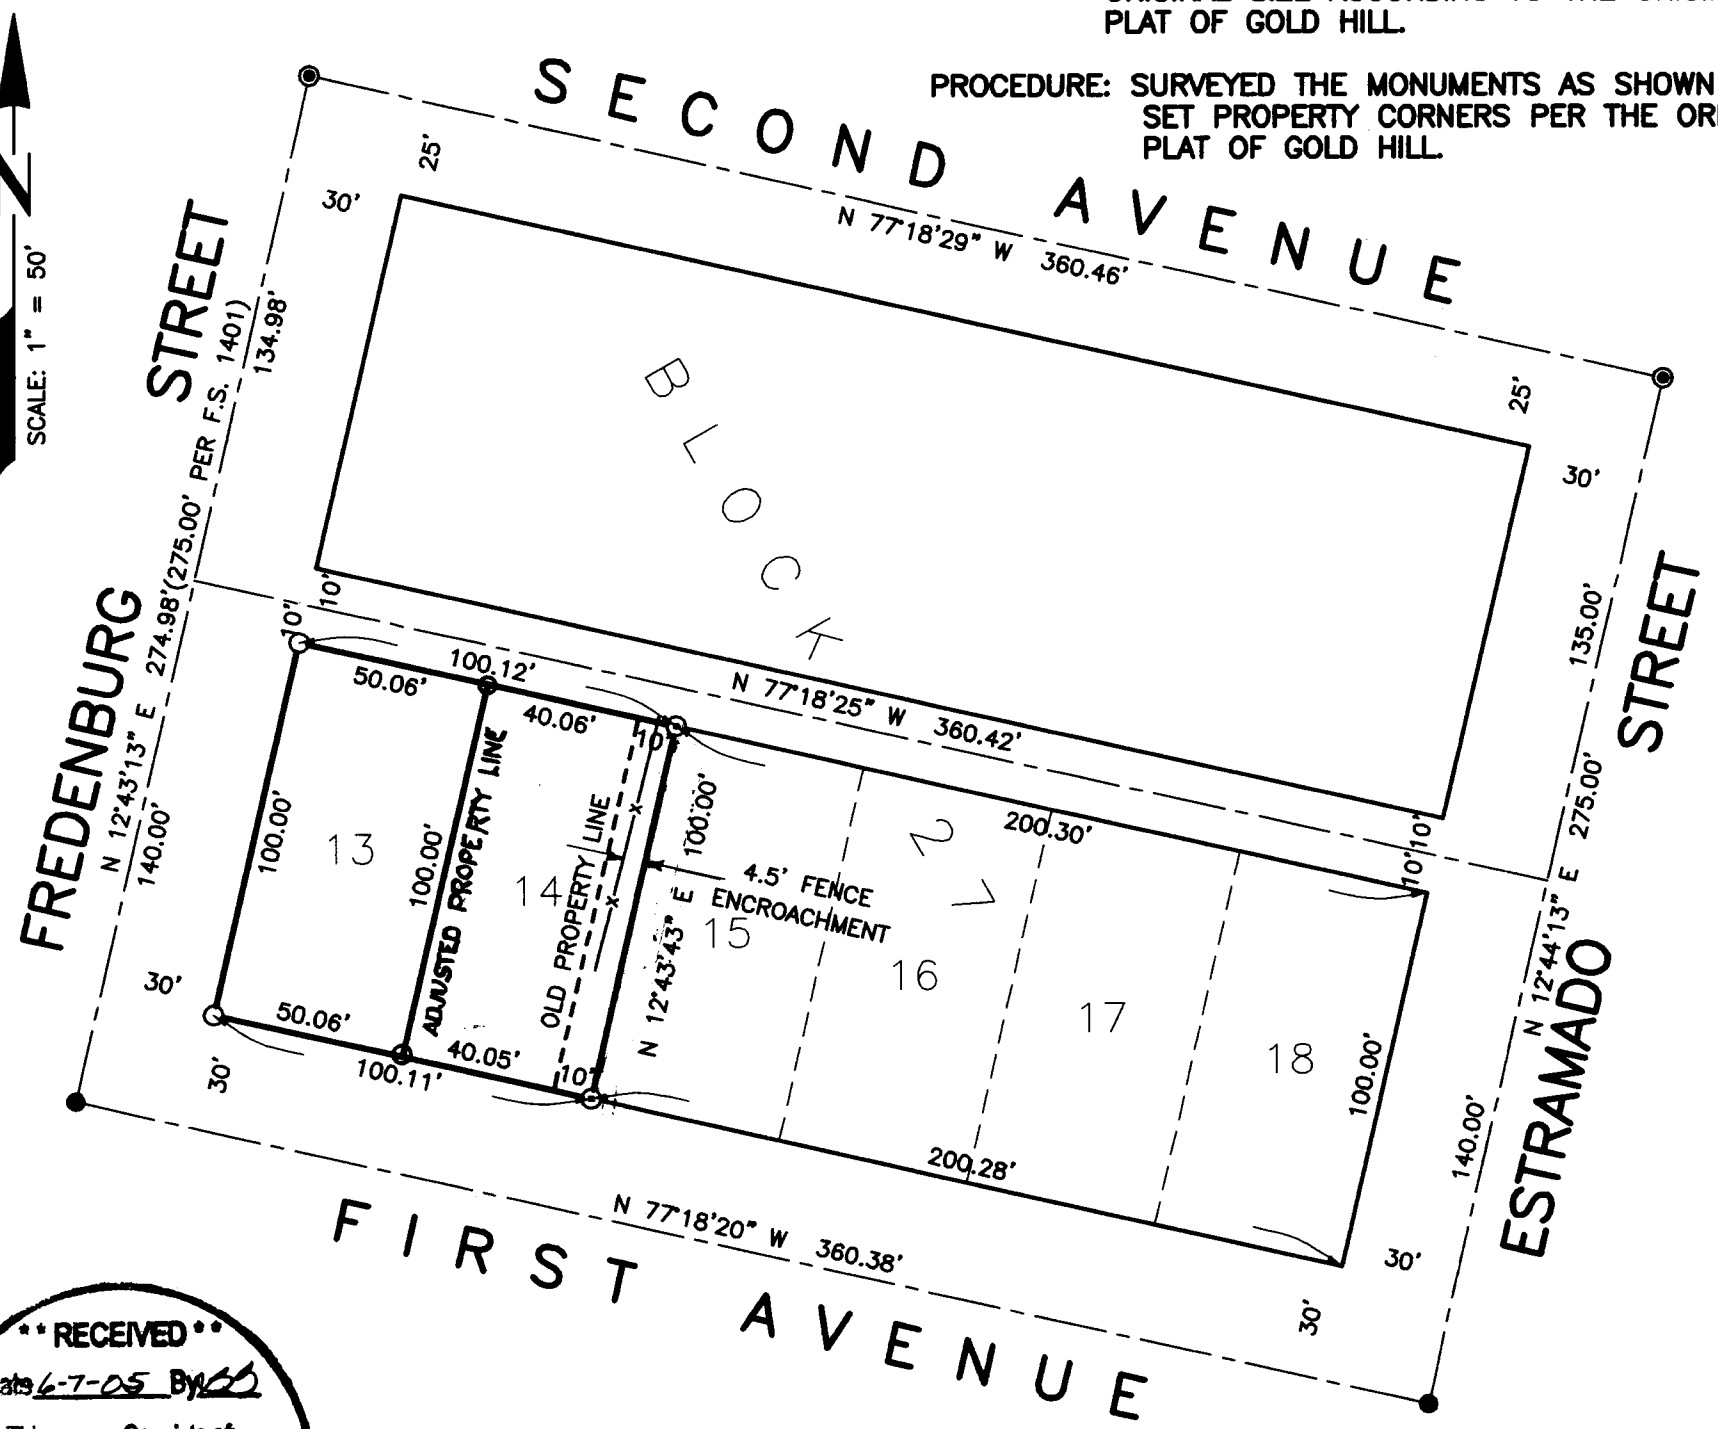 PLAT OF GOLD HILL.
PROCEDURE: SURVEYED THE MONUMENTS AS SHOWN
SET PROPERTY CORNERS PER THE
PLAT OF GOLD HILL.
SCALE: 1" = 50'
SECOND AVENUE
N 77°18'29" W 360.46'
25'
30'
25'
30'
STREET
FREDENBURG
N 12°43'13" E 274.98'(275.00' PER F.S. 1401)
134.98'
140.00'
BLOCK
27
10'
10'
N 77°18'25" W 360.42'
100.12'
50.06'
40.06'
10'
200.30'
10'
10'
STREET
ESTRAMADO
135.00'
N 12°44'13" E 275.00'
140.00'
100.00'
13
100.00'
ADJUSTED PROPERTY LINE
14
OLD PROPERTY LINE
x
x
100.00'
N 12°43'43" E
4.5' FENCE
ENCROACHMENT
15
16
17
18
100.00'
30'
30'
50.06'
40.05'
10'
100.11'
200.28'
30'
30'
N 77°18'20" W 360.38'
FIRST AVENUE
** RECEIVED **
6-7-05 By